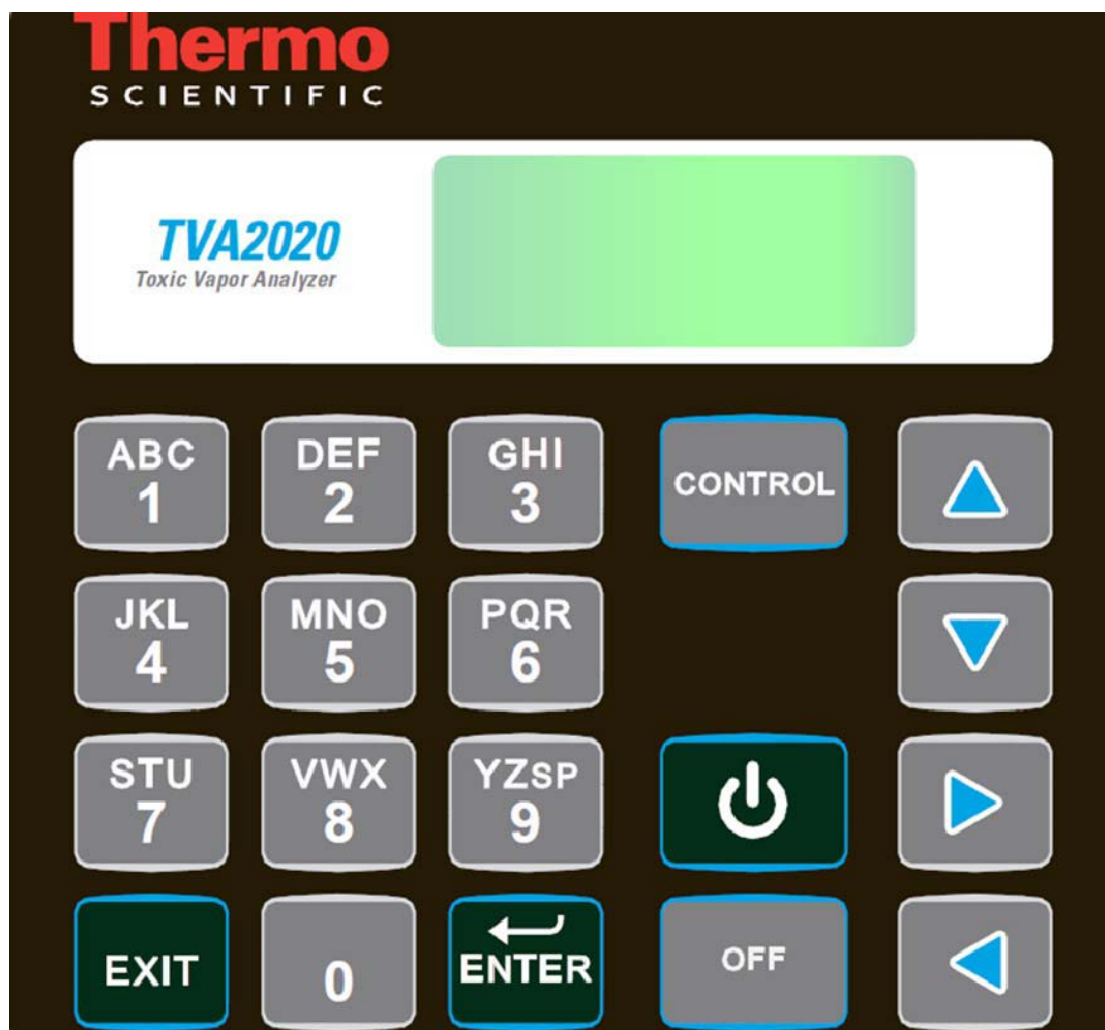 Thermo
SCIENTIFIC
TVA2020
Toxic Vapor Analyzer
ABC
1
DEF
2
GHI
3
CONTROL
JKL
4
MNO
5
PQR
6
STU
7
VWX
8
YZSP
9
EXIT
0
ENTER
OFF